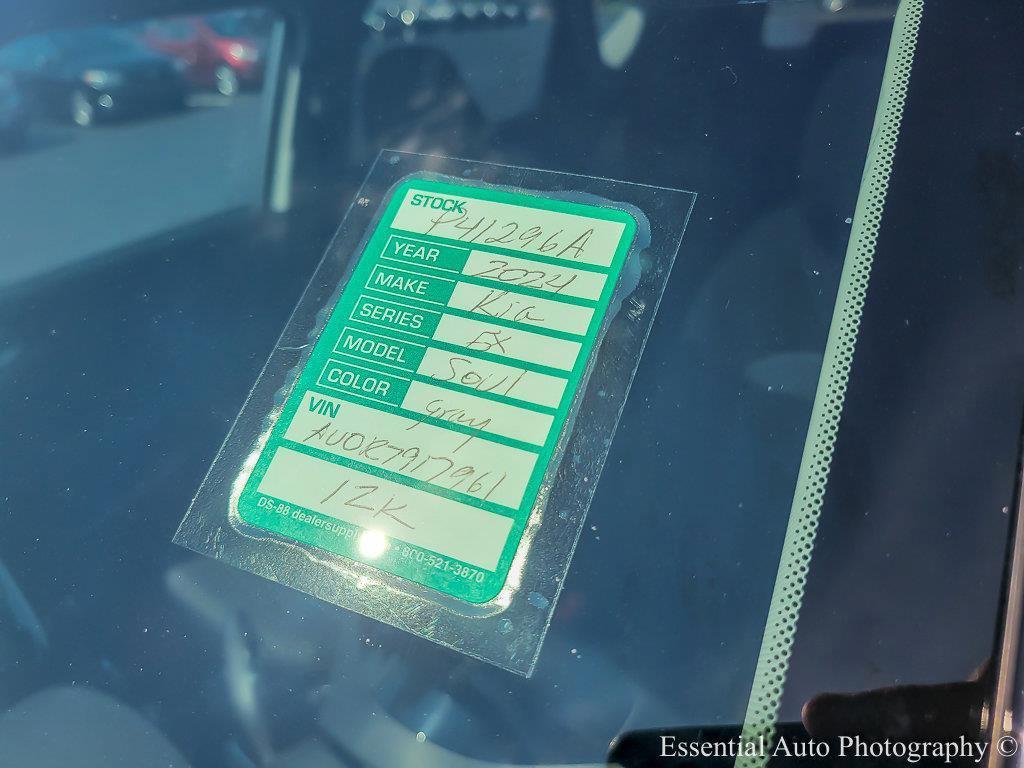 STOCK P41296A
YEAR 2024
MAKE Kia
SERIES EX
MODEL Soul
COLOR gray
VIN
AU0R7917961
12K
DS-88 • 800-521-3870
Essential Auto Photography ©